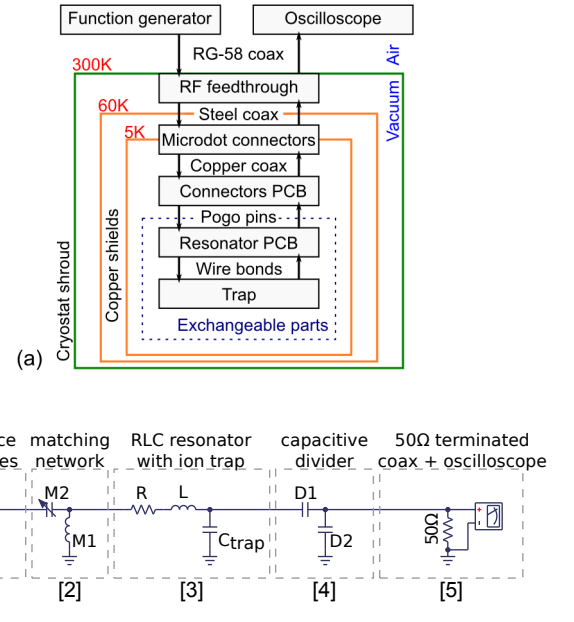 Function generator
Oscilloscope
RG-58 coax
Air
300K
RF feedthrough
60K
Steel coax
Vacuum
5K
Microdot connectors
Copper coax
Connectors PCB
Pogo pins
Resonator PCB
Wire bonds
Trap
Exchangeable parts
Copper shields
Cryostat shroud
(a)
ce
es
matching
network
RLC resonator
with ion trap
capacitive
divider
50Ω terminated
coax + oscilloscope
M2
M1
R
L
Ctrap
D1
D2
50Ω
+
-
[2]
[3]
[4]
[5]